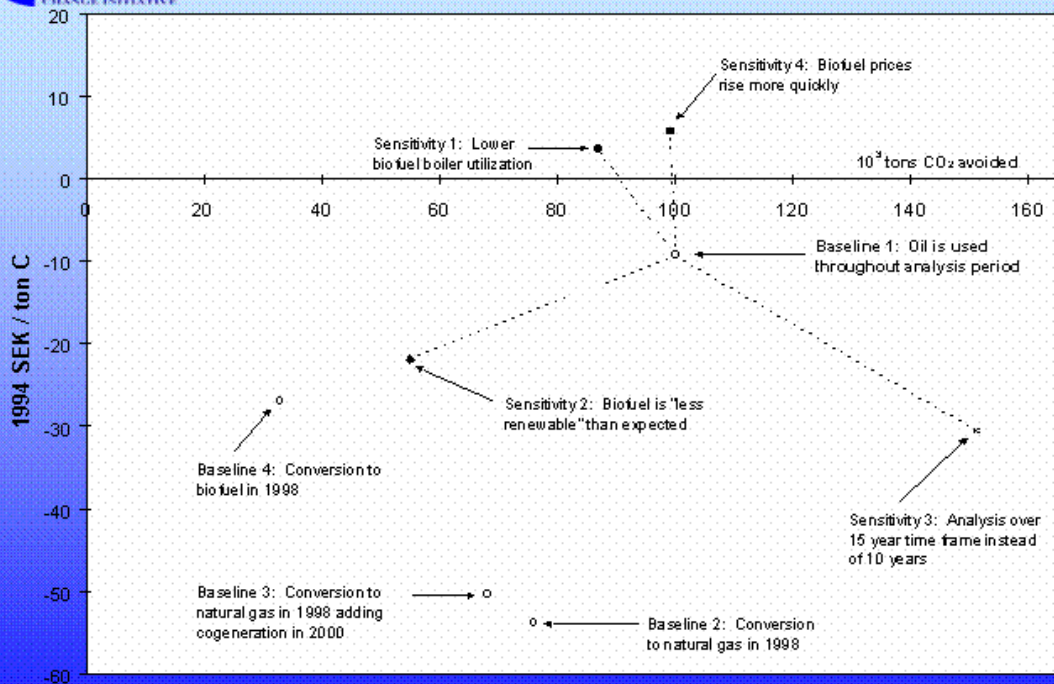 CHANGE INITIATIVE
20
10
0
-10
-20
-30
-40
-50
-60
1994 SEK / ton C
0 20 40 60 80 100 120 140 160
10³ tons CO₂ avoided
Sensitivity 4: Biofuel prices
rise more quickly
Sensitivity 1: Lower
biofuel boiler utilization
Baseline 1: Oil is used
throughout analysis period
Sensitivity 2: Biofuel is "less
renewable" than expected
Baseline 4: Conversion to
biofuel in 1998
Sensitivity 3: Analysis over
15 year time frame instead
of 10 years
Baseline 3: Conversion to
natural gas in 1998 adding
cogeneration in 2000
Baseline 2: Conversion
to natural gas in 1998